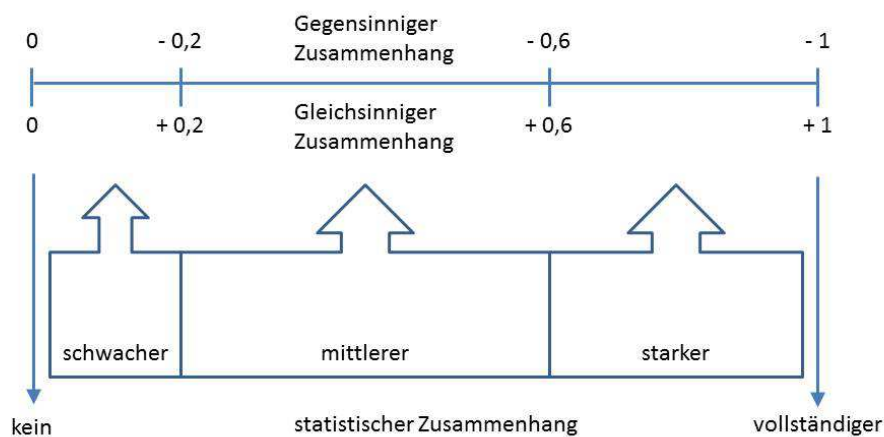 0 - 0,2 Gegensinniger Zusammenhang - 0,6 - 1
0 + 0,2 Gleichsinniger Zusammenhang + 0,6 + 1
schwacher mittlerer starker
kein statistischer Zusammenhang vollständiger